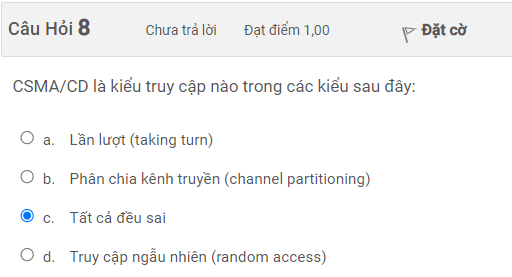 Câu Hỏi 8 Chưa trả lời Đạt điểm 1,00 Đặt cờ
CSMA/CD là kiểu truy cập nào trong các kiểu sau đây:
a. Lần lượt (taking turn)
b. Phân chia kênh truyền (channel partitioning)
c. Tất cả đều sai
d. Truy cập ngẫu nhiên (random access)